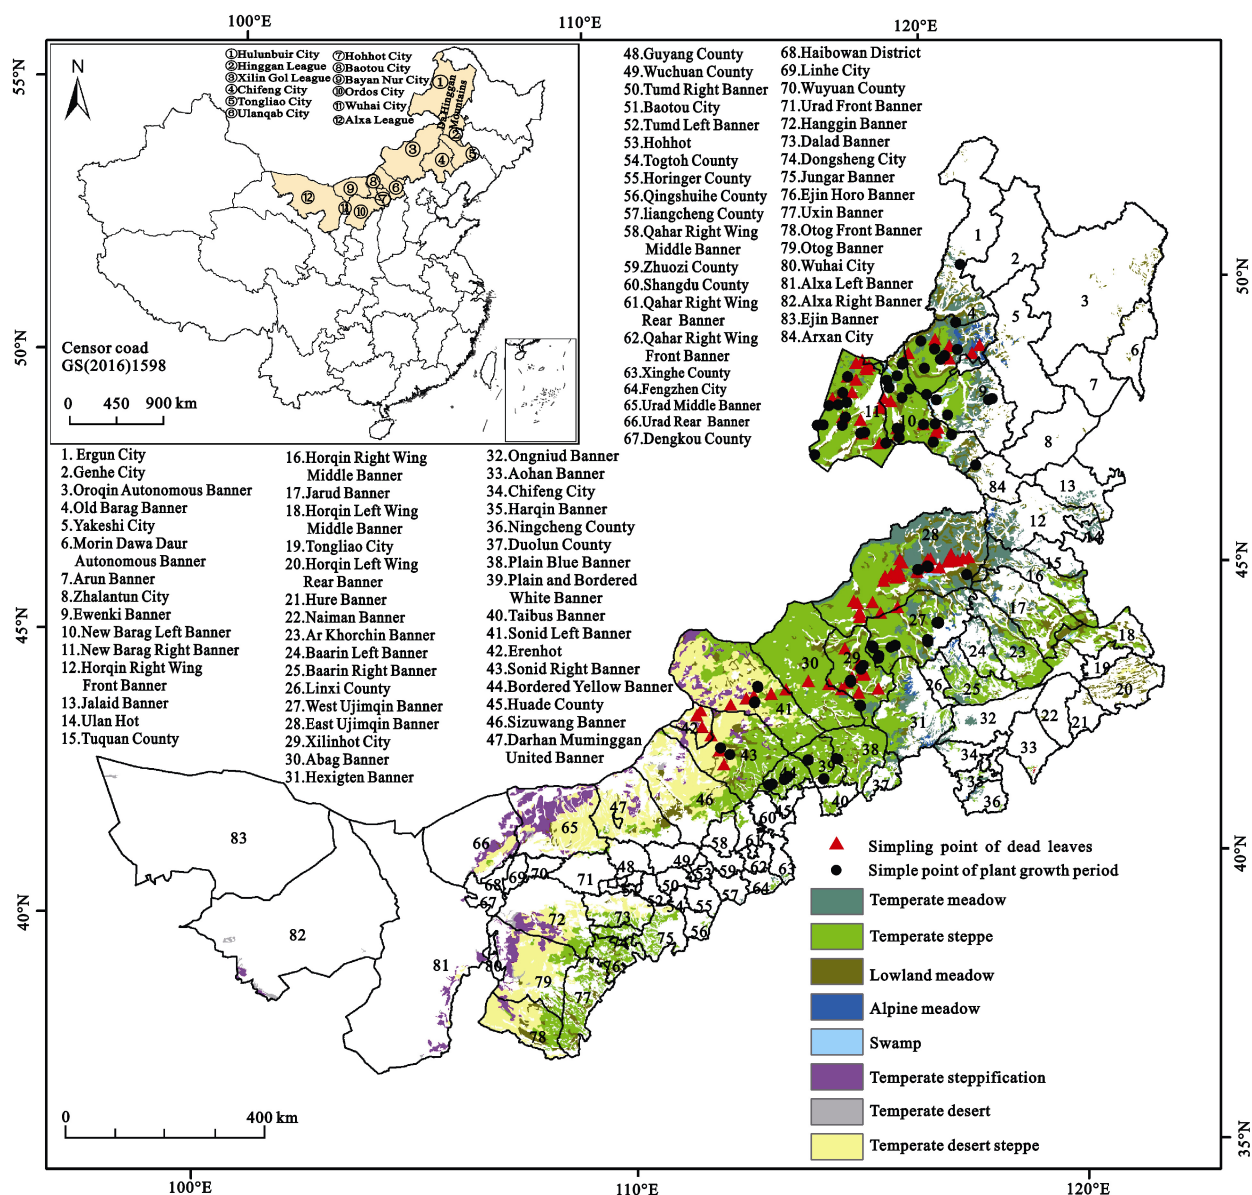 100°E
110°E
120°E
55°N
50°N
45°N
40°N
50°N
45°N
40°N
35°N
100°E
110°E
120°E
N
①Hulunbuir City
②Hinggan League
③Xilin Gol League
④Chifeng City
⑤Tongliao City
⑥Ulanqab City
⑦Hohhot City
⑧Baotou City
⑨Bayan Nur City
⑩Ordos City
⑪Wuhai City
⑫Alxa League
Da Hinggan
Mountains
Censor coad
GS(2016)1598
0 450 900 km
48.Guyang County
49.Wuchuan County
50.Tumd Right Banner
51.Baotou City
52.Tumd Left Banner
53.Hohhot
54.Togtoh County
55.Horinger County
56.Qingshuihe County
57.liangcheng County
58.Qahar Right Wing
Middle Banner
59.Zhuozi County
60.Shangdu County
61.Qahar Right Wing
Rear Banner
62.Qahar Right Wing
Front Banner
63.Xinghe County
64.Fengzhen City
65.Urad Middle Banner
66.Urad Rear Banner
67.Dengkou County
68.Haibowan District
69.Linhe City
70.Wuyuan County
71.Urad Front Banner
72.Hanggin Banner
73.Dalad Banner
74.Dongsheng City
75.Jungar Banner
76.Ejin Horo Banner
77.Uxin Banner
78.Otog Front Banner
79.Otog Banner
80.Wuhai City
81.Alxa Left Banner
82.Alxa Right Banner
83.Ejin Banner
84.Arxan City
1. Ergun City
2.Genhe City
3.Oroqin Autonomous Banner
4.Old Barag Banner
5.Yakeshi City
6.Morin Dawa Daur
Autonomous Banner
7.Arun Banner
8.Zhalantun City
9.Ewenki Banner
10.New Barag Left Banner
11.New Barag Right Banner
12.Horqin Right Wing
Front Banner
13.Jalaid Banner
14.Ulan Hot
15.Tuquan County
16.Horqin Right Wing
Middle Banner
17.Jarud Banner
18.Horqin Left Wing
Middle Banner
19.Tongliao City
20.Horqin Left Wing
Rear Banner
21.Hure Banner
22.Naiman Banner
23.Ar Khorchin Banner
24.Baarin Left Banner
25.Baarin Right Banner
26.Linxi County
27.West Ujimqin Banner
28.East Ujimqin Banner
29.Xilinhot City
30.Abag Banner
31.Hexigten Banner
32.Ongniud Banner
33.Aohan Banner
34.Chifeng City
35.Harqin Banner
36.Ningcheng County
37.Duolun County
38.Plain Blue Banner
39.Plain and Bordered
White Banner
40.Taibus Banner
41.Sonid Left Banner
42.Erenhot
43.Sonid Right Banner
44.Bordered Yellow Banner
45.Huade County
46.Sizuwang Banner
47.Darhan Muminggan
United Banner
Simpling point of dead leaves
Simple point of plant growth period
Temperate meadow
Temperate steppe
Lowland meadow
Alpine meadow
Swamp
Temperate steppification
Temperate desert
Temperate desert steppe
0 400 km